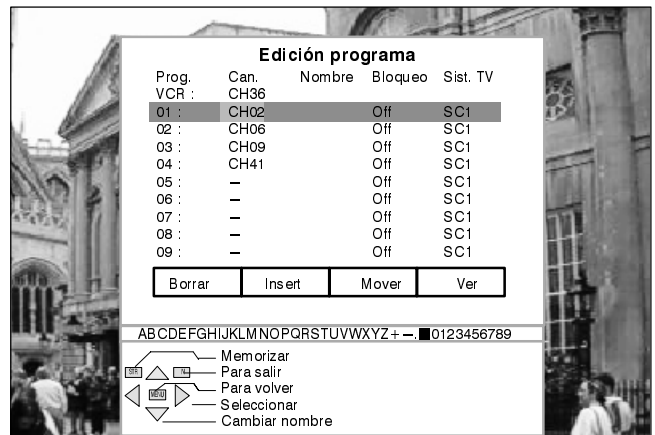 Edición programa
Prog. Can. Nombre Bloqueo Sist. TV
VCR : CH36
01 : CH02 Off SC1
02 : CH06 Off SC1
03 : CH09 Off SC1
04 : CH41 Off SC1
05 : – Off SC1
06 : – Off SC1
07 : – Off SC1
08 : – Off SC1
09 : – Off SC1
Borrar Insert Mover Ver
ABCDEFGHIJKLMNOPQRSTUVWXYZ+–.■0123456789
STR Memorizar
N Para salir
MENU Para volver
Seleccionar
Cambiar nombre